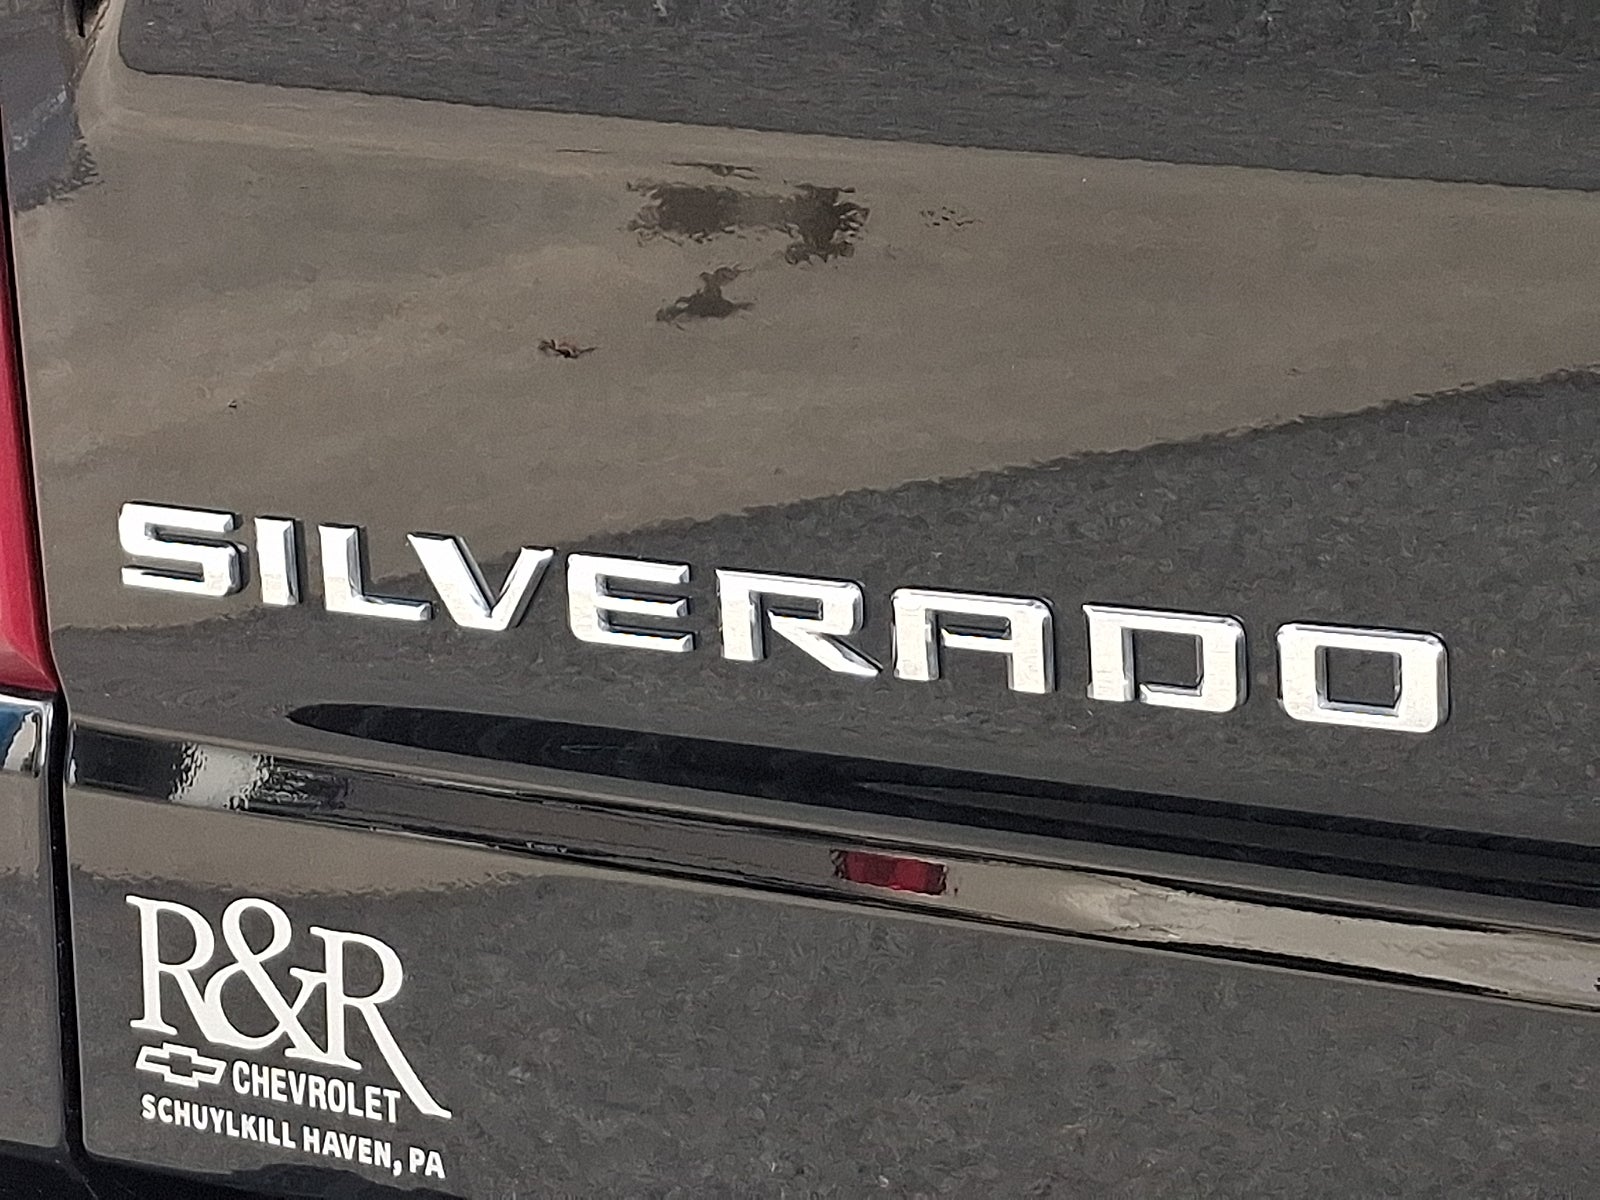 SILVERADO
R&R
CHEVROLET
SCHUYLKILL HAVEN, PA